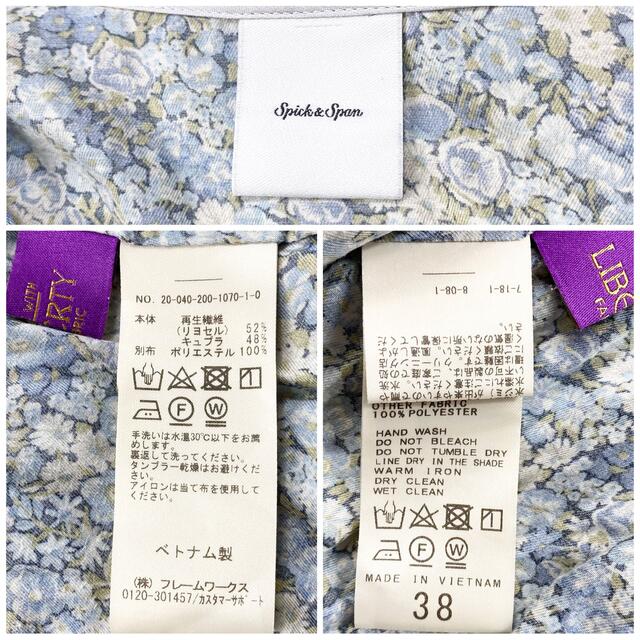 Spick & Span
WITH
RTY
BRIC
NO. 20-040-200-1070-1-0
本体 再生繊維
(リヨセル) 52%
キュプラ 48%
別布 ポリエステル 100%
手洗いは水温30℃以下をお薦
めします。
裏返して洗ってください。
タンブラー乾燥はお避けください
アイロンは当て布を使用して
ください。
ベトナム製
(株) フレームワークス
0120-301457/カスタマーサポート
LIBE
FA
7-18-1
8-08-1
OTHER FABRIC
100% POLYESTER
HAND WASH
DO NOT BLEACH
DO NOT TUMBLE DRY
LINE DRY IN THE SHADE
WARM IRON
DRY CLEAN
WET CLEAN
MADE IN VIETNAM
38